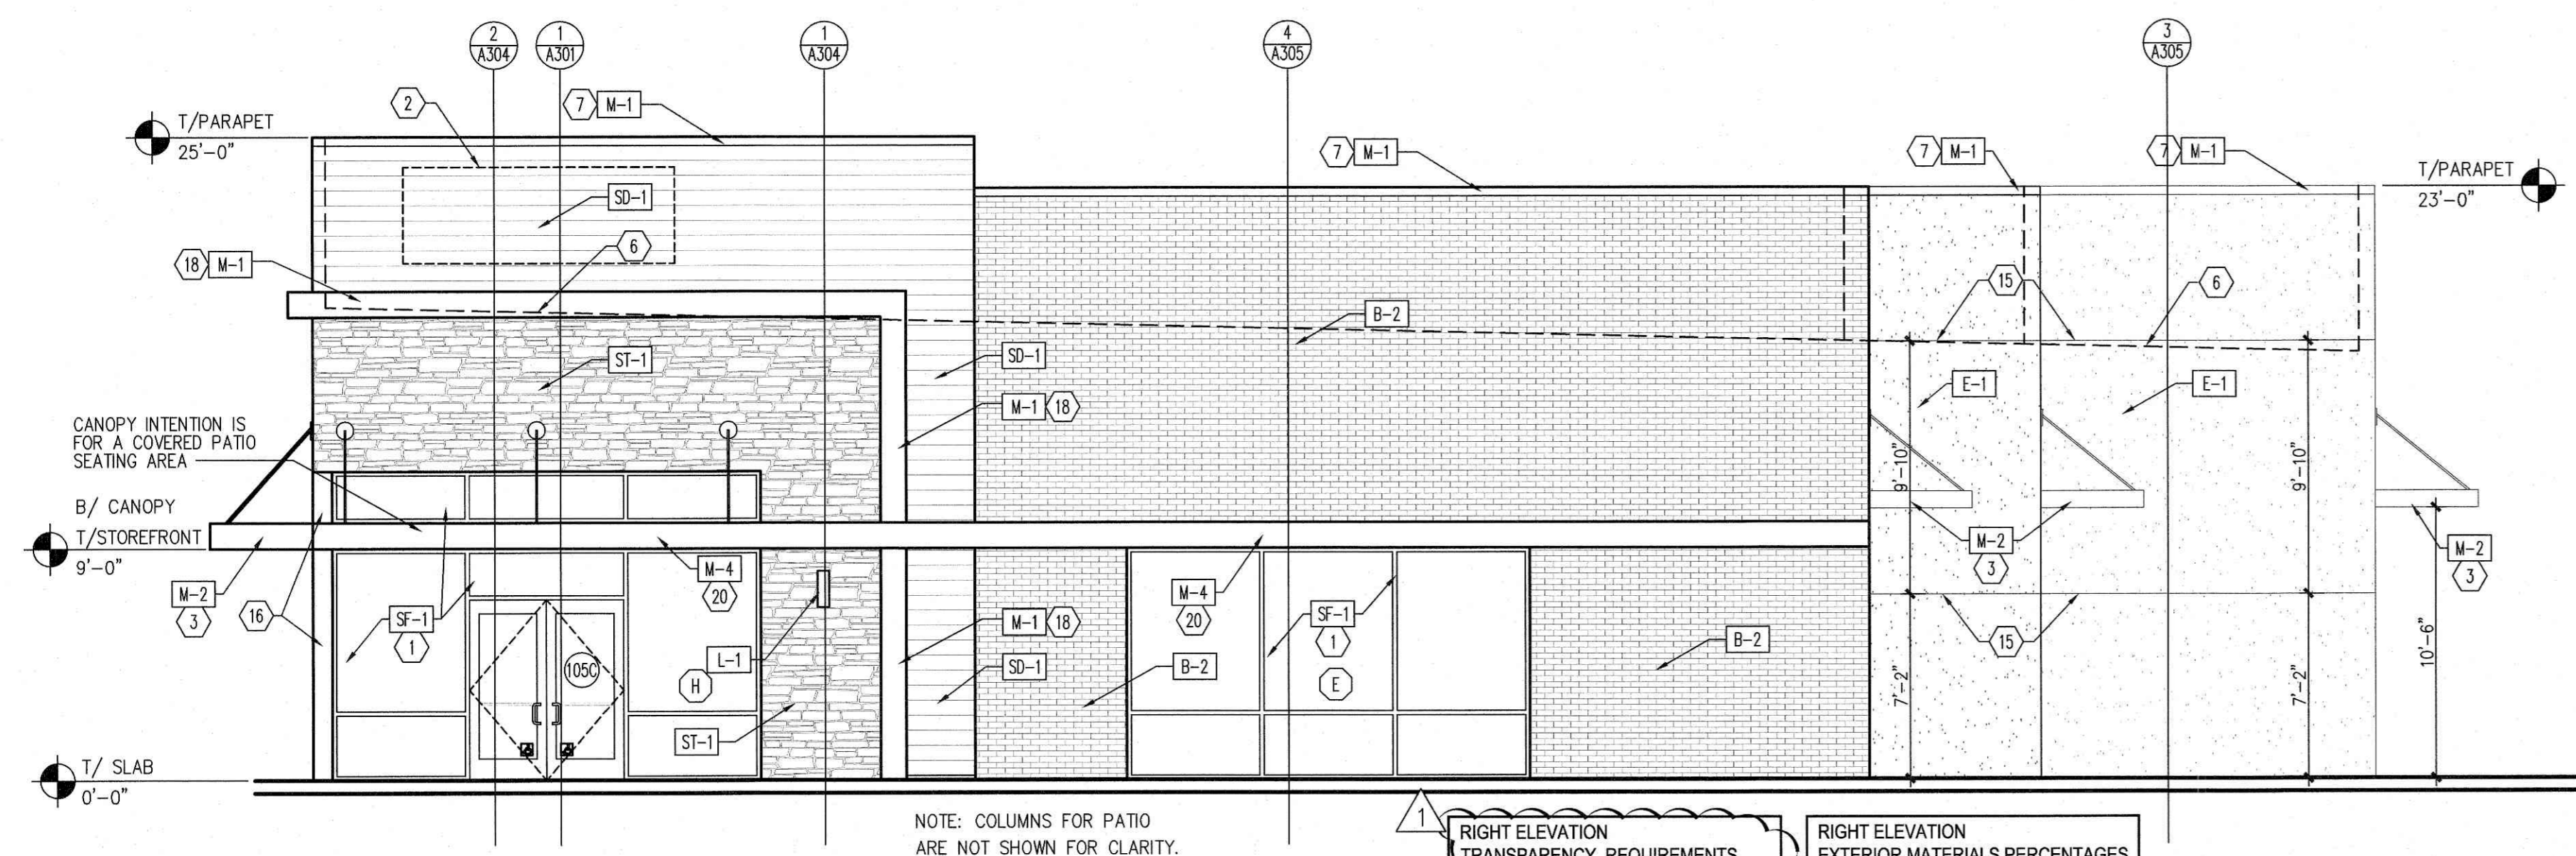 2
A304
1
A301
1
A304
4
A305
3
A305
T/PARAPET
25'-0"
2
7 M-1
7 M-1
7 M-1
7 M-1
T/PARAPET
23'-0"
SD-1
6
18 M-1
15
6
B-2
ST-1
SD-1
E-1
E-1
M-1 18
CANOPY INTENTION IS
FOR A COVERED PATIO
SEATING AREA
9'-10"
9'-10"
B/ CANOPY
T/STOREFRONT
9'-0"
M-2
3
16
SF-1
1
M-4
20
M-4
20
SF-1
1
M-2
3
M-2
3
L-1
M-1 18
105C
H
SD-1
B-2
E
B-2
15
10'-6"
7'-2"
7'-2"
ST-1
T/ SLAB
0'-0"
NOTE: COLUMNS FOR PATIO
ARE NOT SHOWN FOR CLARITY.
1
RIGHT ELEVATION
TRANSPARENCY REQUIREMENTS
RIGHT ELEVATION
EXTERIOR MATERIALS PERCENTAGES